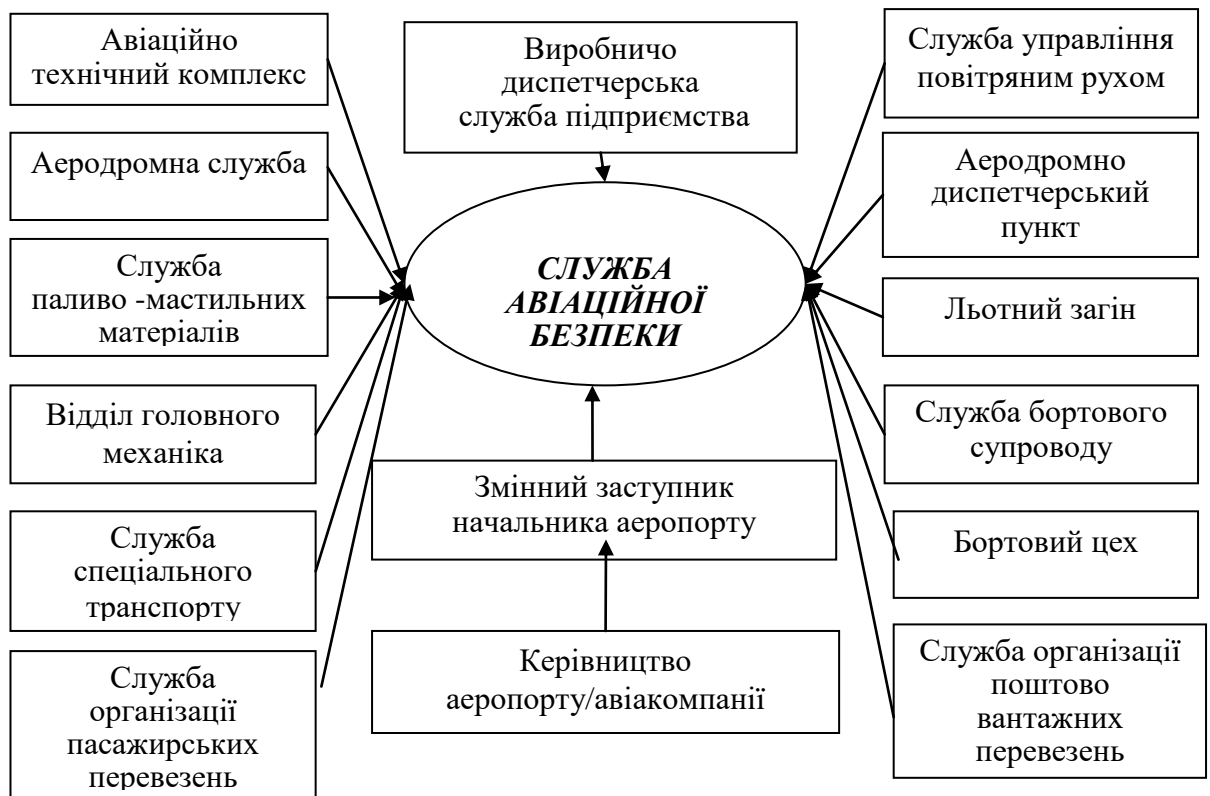 Авіаційно
технічний комплекс
Аеродромна служба
Служба
паливо -мастильних
матеріалів
Відділ головного
механіка
Служба
спеціального
транспорту
Служба
організації
пасажирських
перевезень
Виробничо
диспетчерська
служба підприємства
СЛУЖБА
АВІАЦІЙНОЇ
БЕЗПЕКИ
Змінний заступник
начальника аеропорту
Керівництво
аеропорту/авіакомпанії
Служба управління
повітряним рухом
Аеродромно
диспетчерський
пункт
Льотний загін
Служба бортового
супроводу
Бортовий цех
Служба організації
поштово
вантажних
перевезень